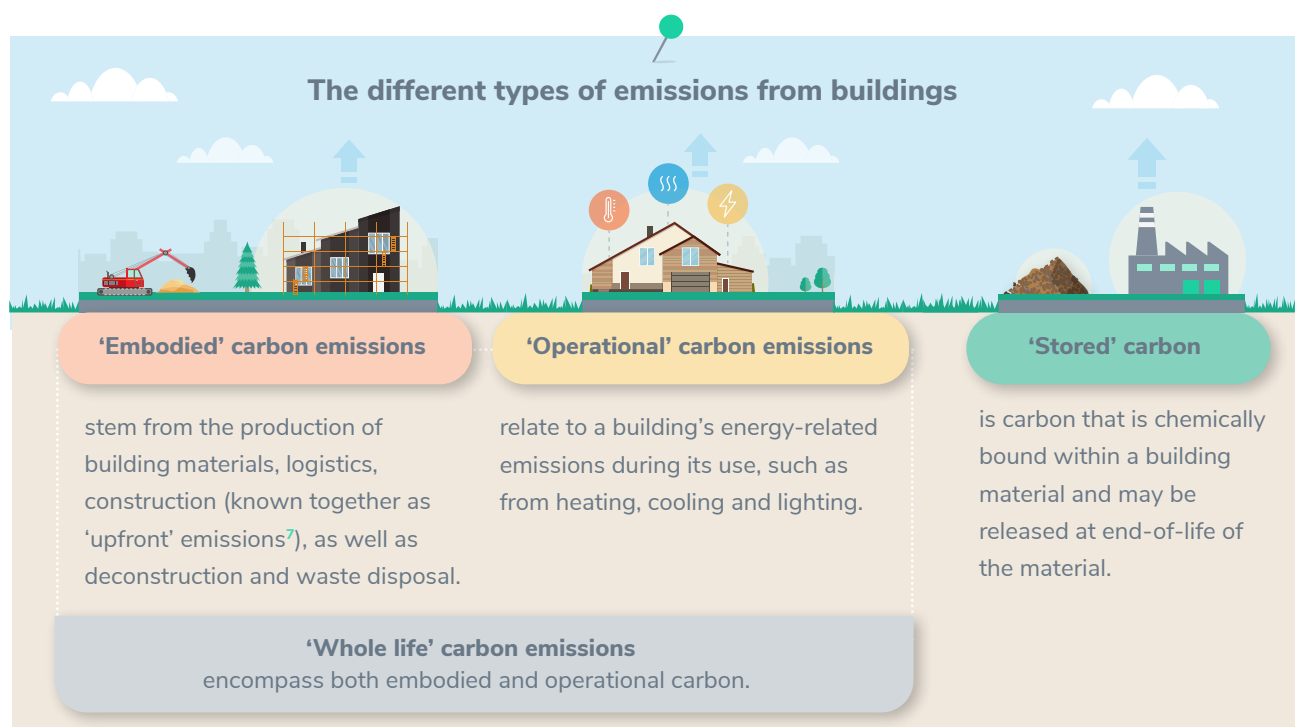 The different types of emissions from buildings
‘Embodied’ carbon emissions
stem from the production of
building materials, logistics,
construction (known together as
‘upfront’ emissions⁷), as well as
deconstruction and waste disposal.
‘Operational’ carbon emissions
relate to a building’s energy-related
emissions during its use, such as
from heating, cooling and lighting.
‘Stored’ carbon
is carbon that is chemically
bound within a building
material and may be
released at end-of-life of
the material.
‘Whole life’ carbon emissions
encompass both embodied and operational carbon.